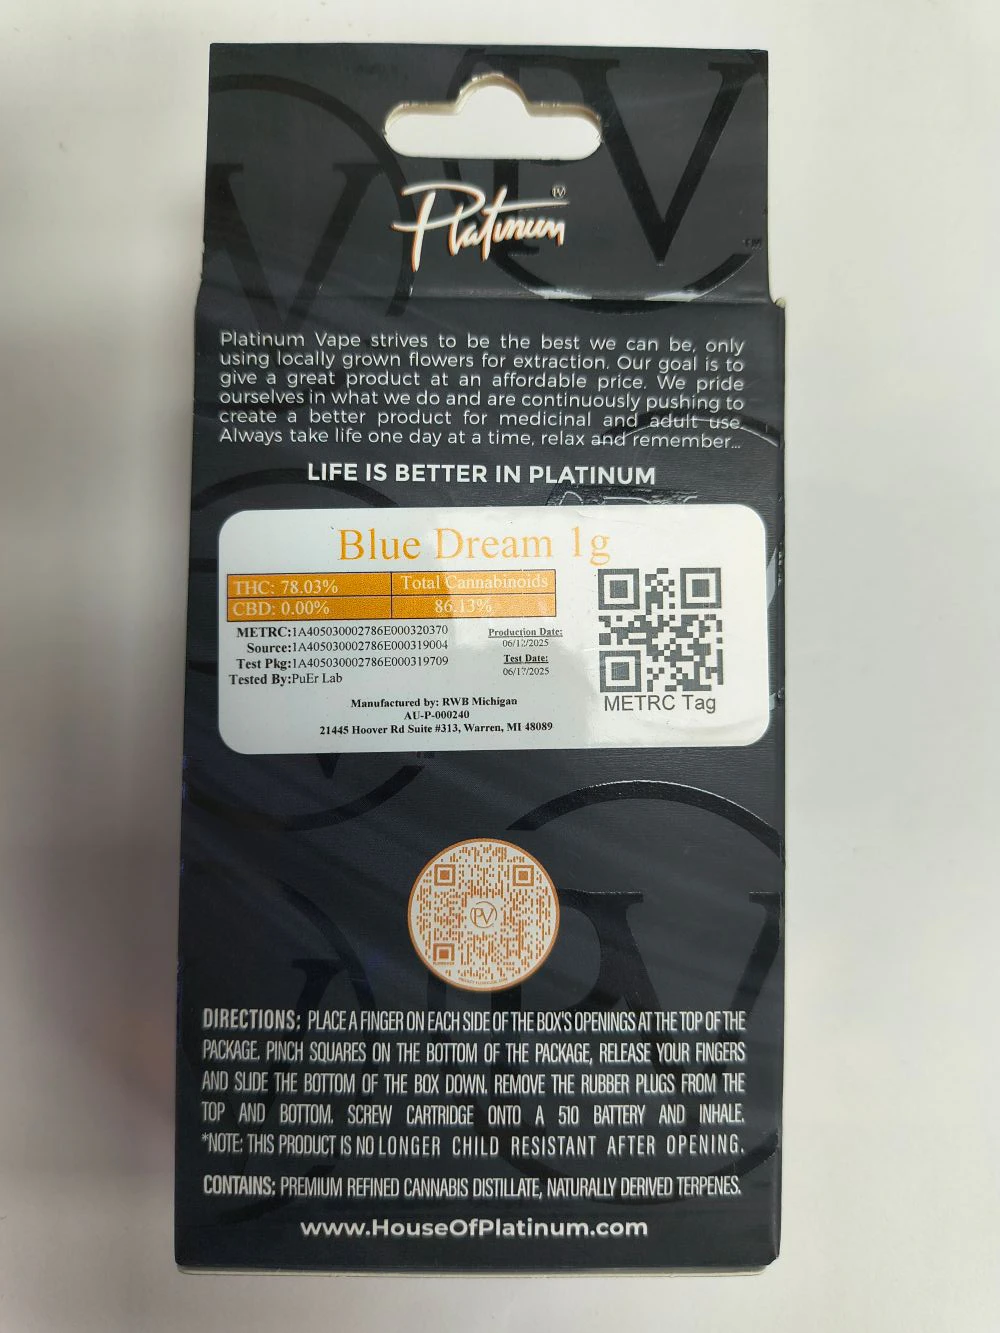 Platinum
PV
Platinum Vape strives to be the best we can be, only
using locally grown flowers for extraction. Our goal is to
give a great product at an affordable price. We pride
ourselves in what we do and are continuously pushing to
create a better product for medicinal and adult use.
Always take life one day at a time, relax and remember...
LIFE IS BETTER IN PLATINUM
Blue Dream 1g
THC: 78.03% Total Cannabinoids
CBD: 0.00% 86.13%
METRC:1A405030002786E000320370
Source:1A405030002786E000319004
Test Pkg:1A405030002786E000319709
Tested By:PuEr Lab
Production Date:
Test Date:
METRC Tag
Manufactured by: RWB Michigan
AU-P-000240
21445 Hoover Rd Suite #313, Warren, MI 48089
PV
DIRECTIONS: PLACE A FINGER ON EACH SIDE OF THE BOX'S OPENINGS AT THE TOP OF THE
PACKAGE. PINCH SQUARES ON THE BOTTOM OF THE PACKAGE, RELEASE YOUR FINGERS
AND SLIDE THE BOTTOM OF THE BOX DOWN. REMOVE THE RUBBER PLUGS FROM THE
TOP AND BOTTOM. SCREW CARTRIDGE ONTO A 510 BATTERY AND INHALE.
*NOTE: THIS PRODUCT IS NO LONGER CHILD RESISTANT AFTER OPENING.
CONTAINS: PREMIUM REFINED CANNABIS DISTILLATE, NATURALLY DERIVED TERPENES.
www.HouseOfPlatinum.com